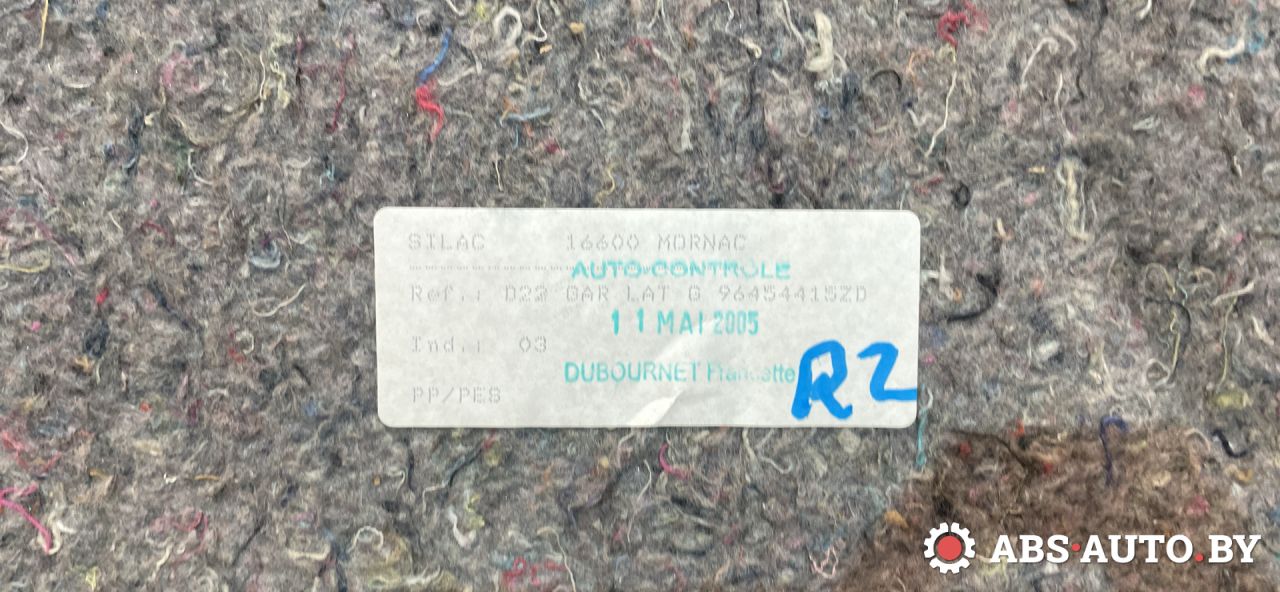 SILAC 16600 MORNAC
AUTO-CONTROLE
Ref.: D22 GAR LAT G 96454415ZD
11 MAI 2005
Ind.: 03
DUBOURNET Francette
R2
PP/PES
ABS·AUTO.BY